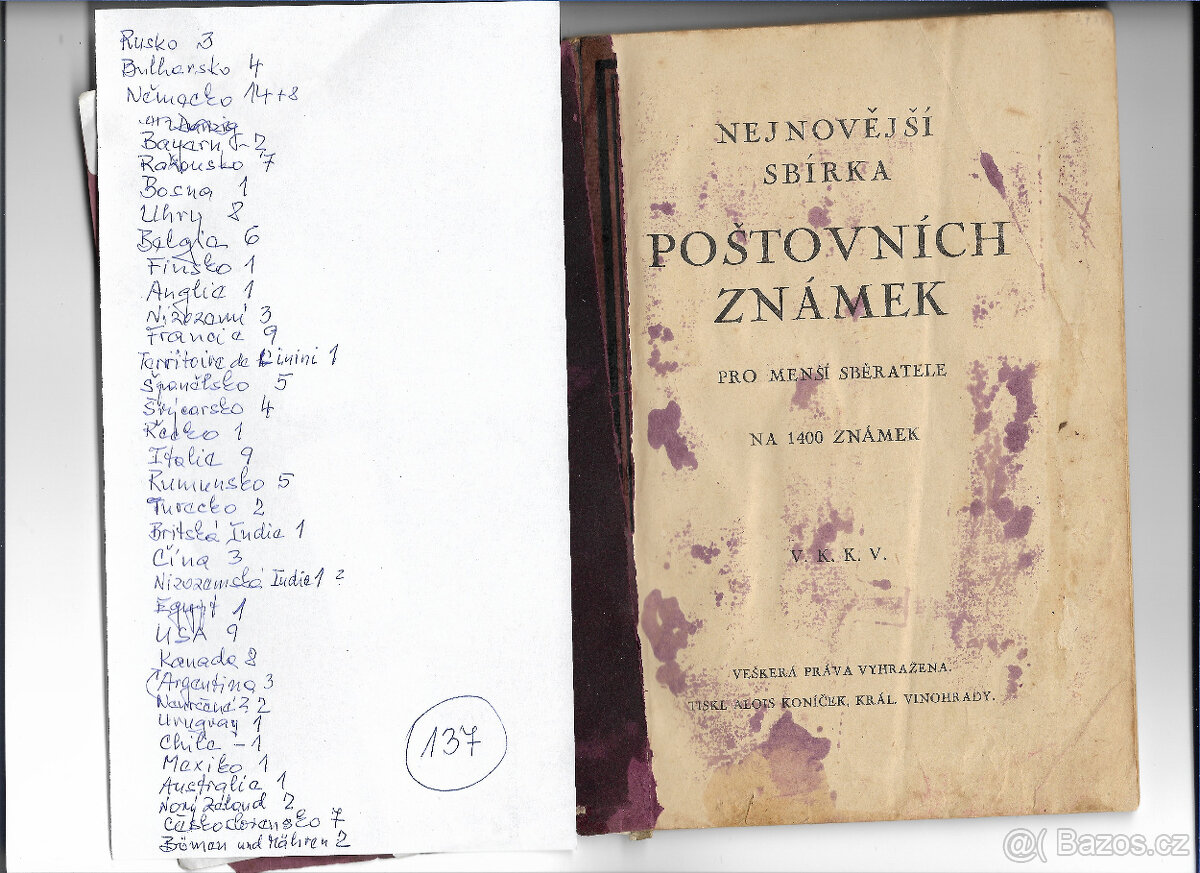 Rusko 3
Bulharsko 4
Německo 14+8
Danzig
Bayern - 2
Rakousko 7
Bosna 1
Uhry 8
Belgia 6
Finsko 1
Anglie 1
Nizozemí 3
Francie 9
Territoire de L'inini 1
Španělsko 5
Švýcarsko 4
Řecko 1
Italie 9
Rumunsko 5
Turecko 2
Britská Indie 1
Čína 3
Nizozemská Indie 1 ?
Egypt 1
USA 9
Kanada 8
Argentina 3
2
Uruguay 1
Chile - 1
Mexiko 1
Australie 1
Nový Zéland 2
Československo 7
Bömen und Mähren 2
137
NEJNOVĚJŠÍ
SBÍRKA
POŠTOVNÍCH
ZNÁMEK
PRO MENŠÍ SBĚRATELE
NA 1400 ZNÁMEK
V. K. K. V.
VEŠKERÁ PRÁVA VYHRAŽENA.
TISKL ALOIS KONÍČEK, KRÁL. VINOHRADY.
@( Bazos.cz